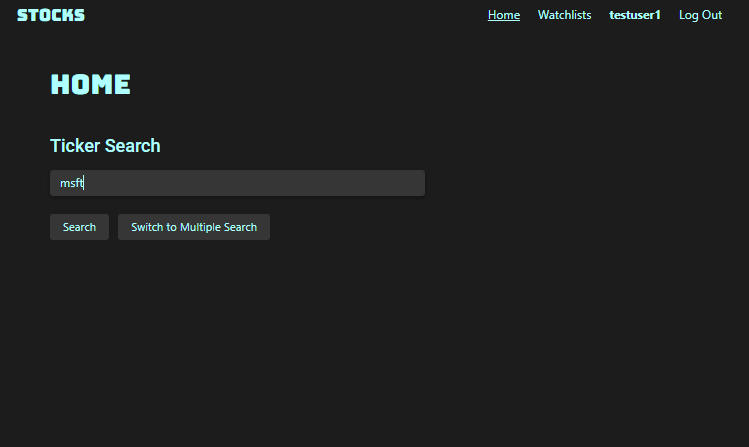 STOCKS
Home Watchlists testuser1 Log Out
HOME
Ticker Search
msft
Search Switch to Multiple Search